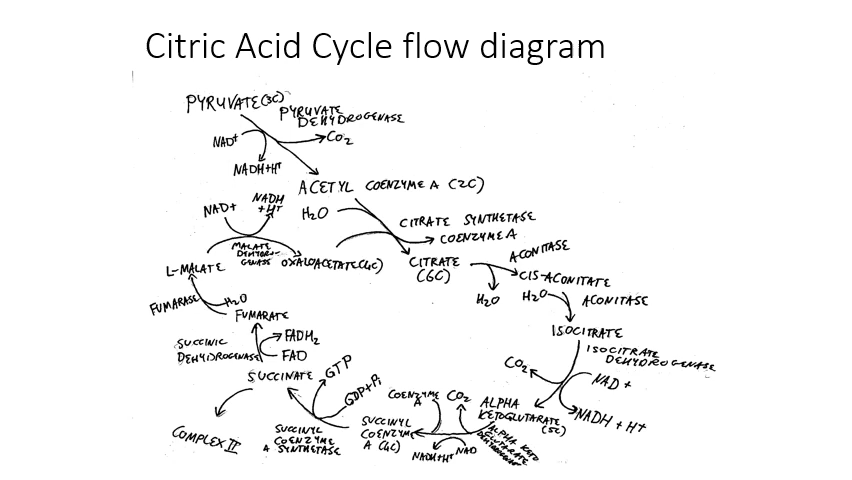 Citric Acid Cycle flow diagram
PYRUVATE(3C)
PYRUVATE
DEHYDROGENASE
NAD+
CO2
NADH+H+
ACETYL COENZYME A (2C)
NADH
+H+
NAD+
H2O
CITRATE SYNTHETASE
COENZYME A
MALATE
DEHYDRO-
GENASE
L-MALATE
OXALOACETATE(4C)
CITRATE
(6C)
ACONITASE
CIS-ACONITATE
H2O
H2O
ACONITASE
ISOCITRATE
ISOCITRATE
DEHYDROGENASE
CO2
NAD+
NADH + H+
ALPHA
KETOGLUTARATE
(5C)
ALPHA KETO
GLUTARATE
CO2
COENZYME
A
NAD
NADH+H+
SUCCINYL
COENZYME
A (4C)
SUCCINYL
COENZYME
A SYNTHETASE
GDP+Pi
GTP
SUCCINATE
COMPLEX II
SUCCINIC
DEHYDROGENASE
FAD
FADH2
FUMARATE
FUMARASE
H2O